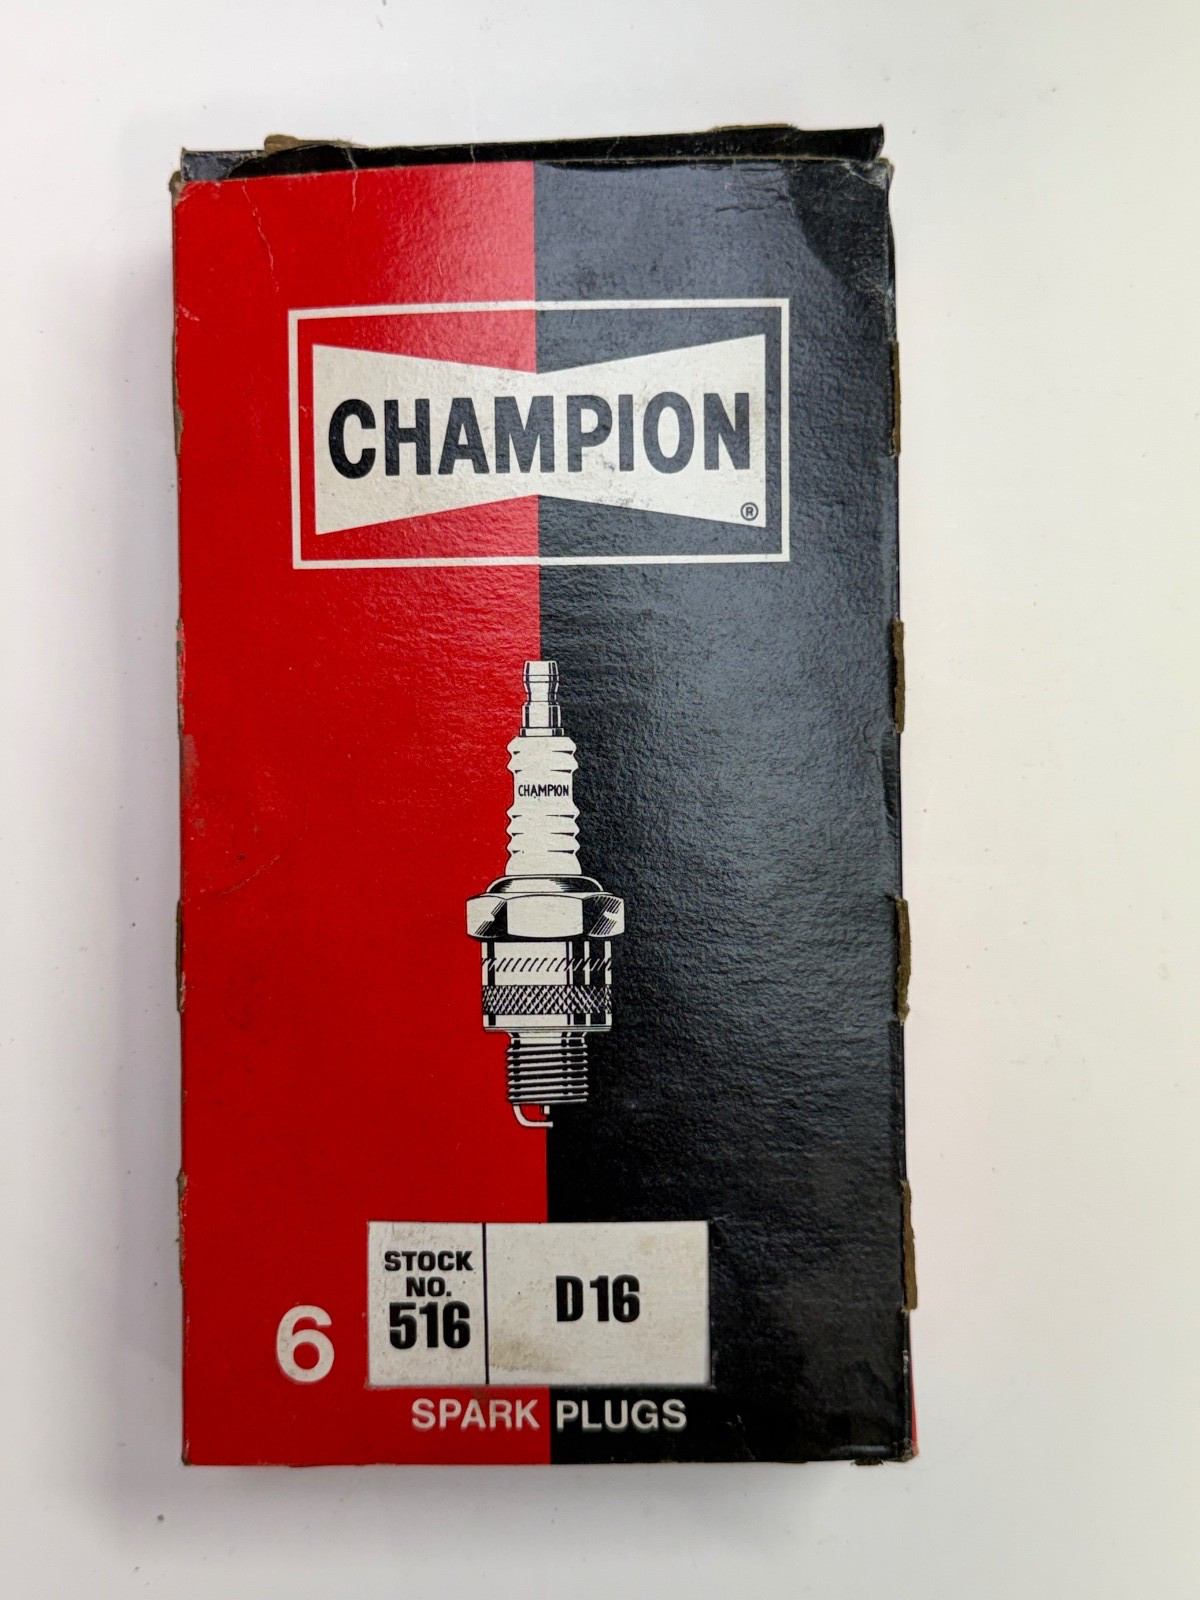 CHAMPION
®
CHAMPION
STOCK
NO.
516
D16
6
SPARK PLUGS